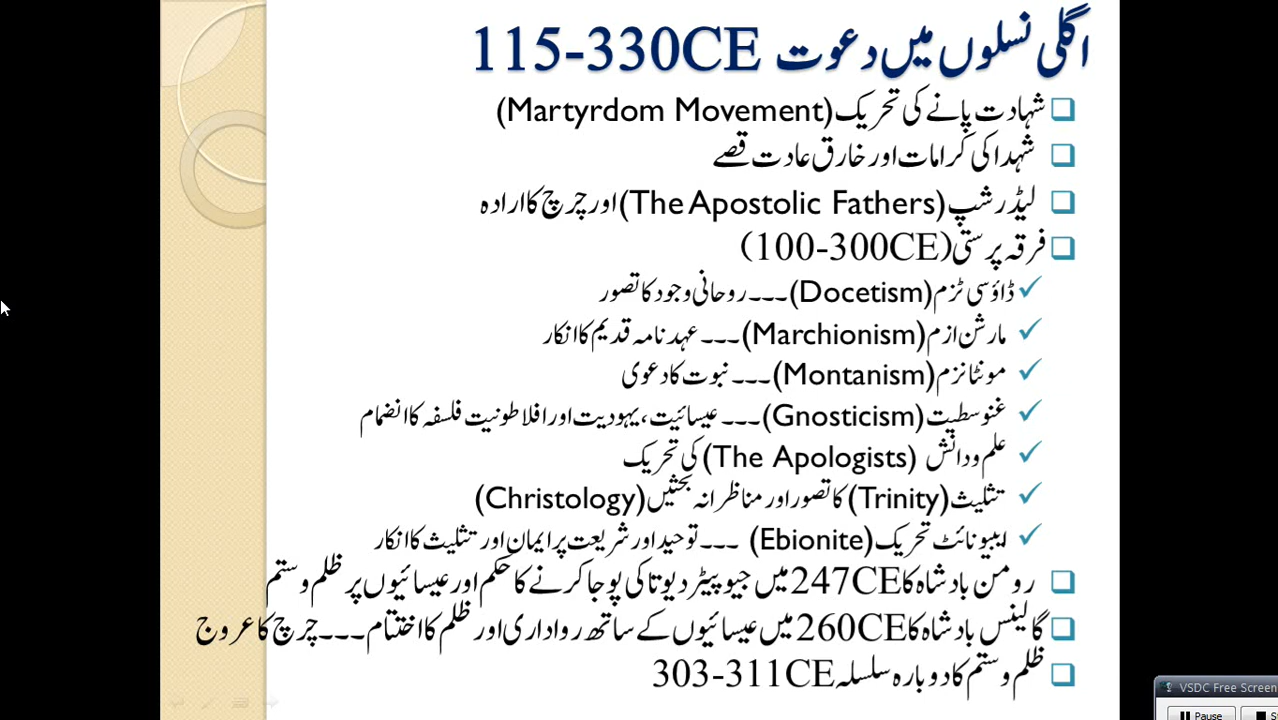 اگلی نسلوں میں دعوت 115-330CE
شہادت پانے کی تحریک (Martyrdom Movement)
شہدا کی کرامات اور خارق عادت قصے
لیڈرشپ (The Apostolic Fathers) اور چرچ کا ارادہ
فرقہ پرستی (100-300CE)
ڈاؤسی ٹزم (Docetism)۔۔۔ روحانی وجود کا تصور
مارشن ازم (Marchionism)۔۔۔ عہد نامہ قدیم کا انکار
مونٹانزم (Montanism)۔۔۔ نبوت کا دعوی
غنوسطیت (Gnosticism)۔۔۔ عیسائیت، یہودیت اور افلاطونیت فلسفہ کا انضمام
علم و دانش (The Apologists) کی تحریک
تثلیث (Trinity) کا تصور اور مناظرانہ بحثیں (Christology)
ایبیونائٹ تحریک (Ebionite) ۔۔۔ توحید اور شریعت پر ایمان اور تثلیث کا انکار
رومن بادشاہ کا 247CE میں جیوپیٹر دیوتا کی پوجا کرنے کا حکم اور عیسائیوں پر ظلم و ستم
گالینس بادشاہ کا 260CE میں عیسائیوں کے ساتھ رواداری اور ظلم کا اختتام۔۔۔ چرچ کا عروج
ظلم و ستم کا دوبارہ سلسلہ 303-311CE
VSDC Free Screen
Pause